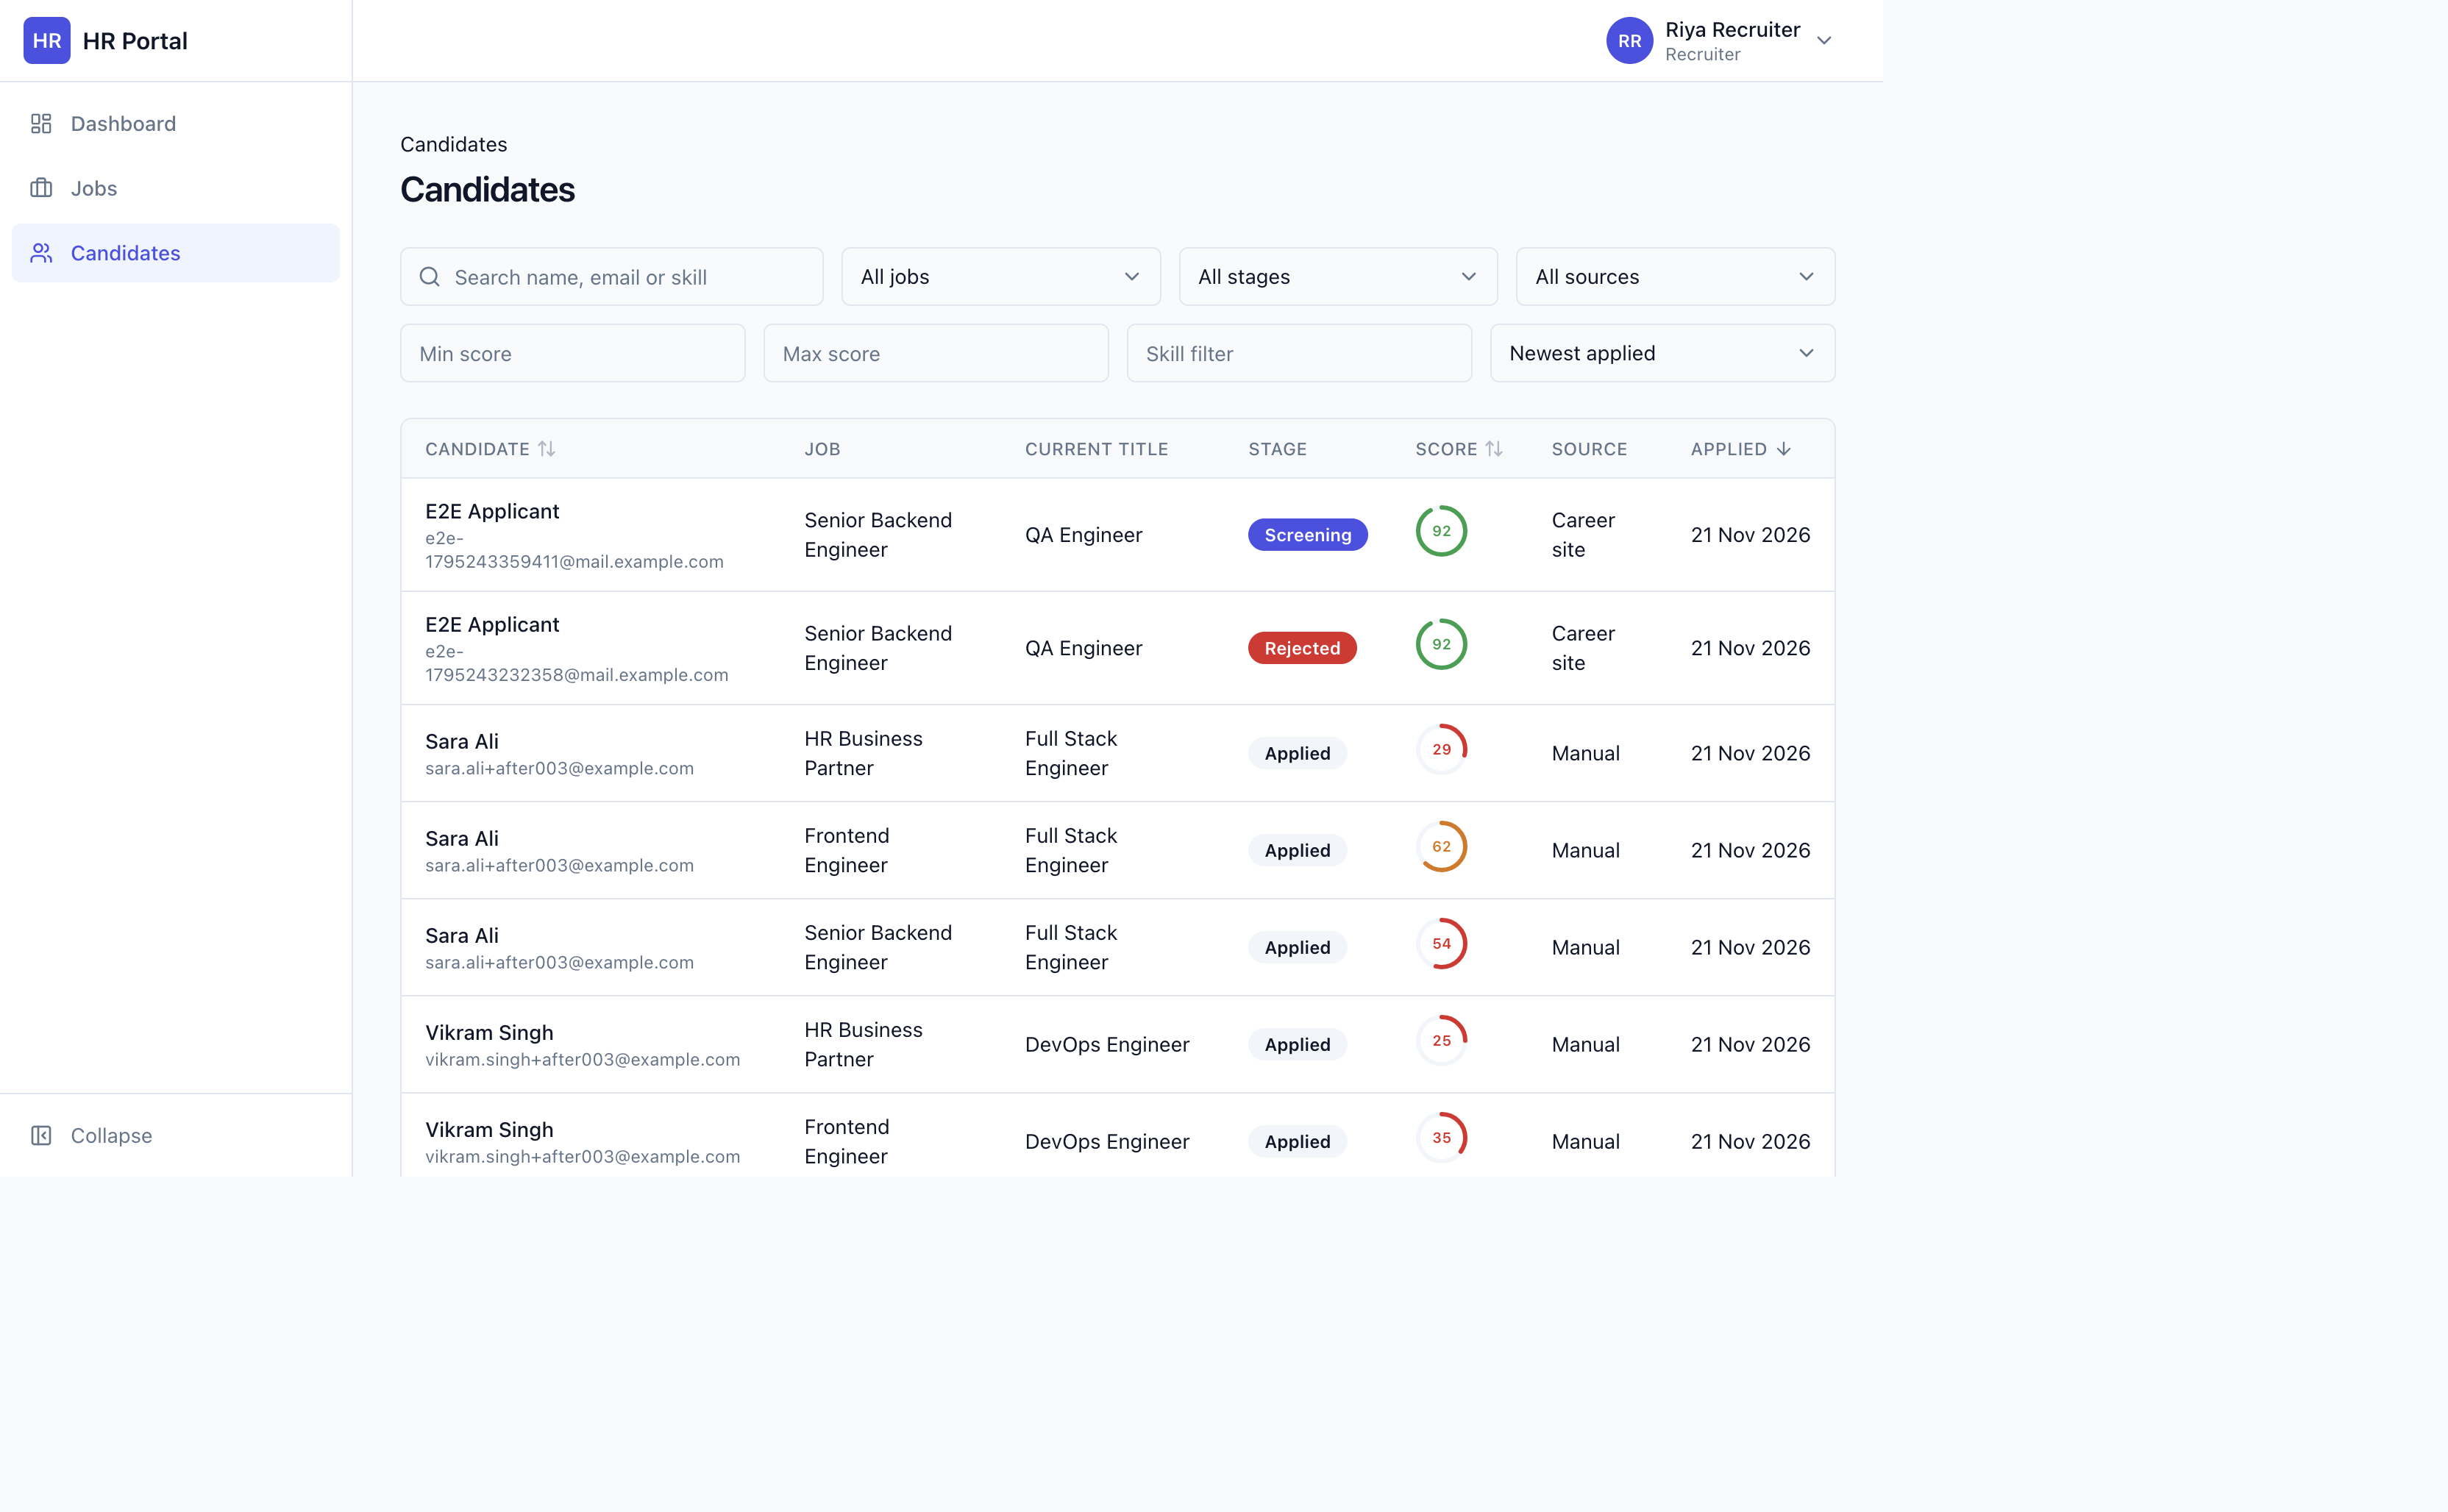 HR HR Portal
RR Riya Recruiter
Recruiter
Dashboard
Jobs
Candidates
Collapse
Candidates
Candidates
Search name, email or skill All jobs All stages All sources
Min score Max score Skill filter Newest applied
CANDIDATE JOB CURRENT TITLE STAGE SCORE SOURCE APPLIED
E2E Applicant
e2e-
1795243359411@mail.example.com
Senior Backend
Engineer
QA Engineer
Screening
92
Career
site
21 Nov 2026
E2E Applicant
e2e-
1795243232358@mail.example.com
Senior Backend
Engineer
QA Engineer
Rejected
92
Career
site
21 Nov 2026
Sara Ali
sara.ali+after003@example.com
HR Business
Partner
Full Stack
Engineer
Applied
29
Manual
21 Nov 2026
Sara Ali
sara.ali+after003@example.com
Frontend
Engineer
Full Stack
Engineer
Applied
62
Manual
21 Nov 2026
Sara Ali
sara.ali+after003@example.com
Senior Backend
Engineer
Full Stack
Engineer
Applied
54
Manual
21 Nov 2026
Vikram Singh
vikram.singh+after003@example.com
HR Business
Partner
DevOps Engineer
Applied
25
Manual
21 Nov 2026
Vikram Singh
vikram.singh+after003@example.com
Frontend
Engineer
DevOps Engineer
Applied
35
Manual
21 Nov 2026